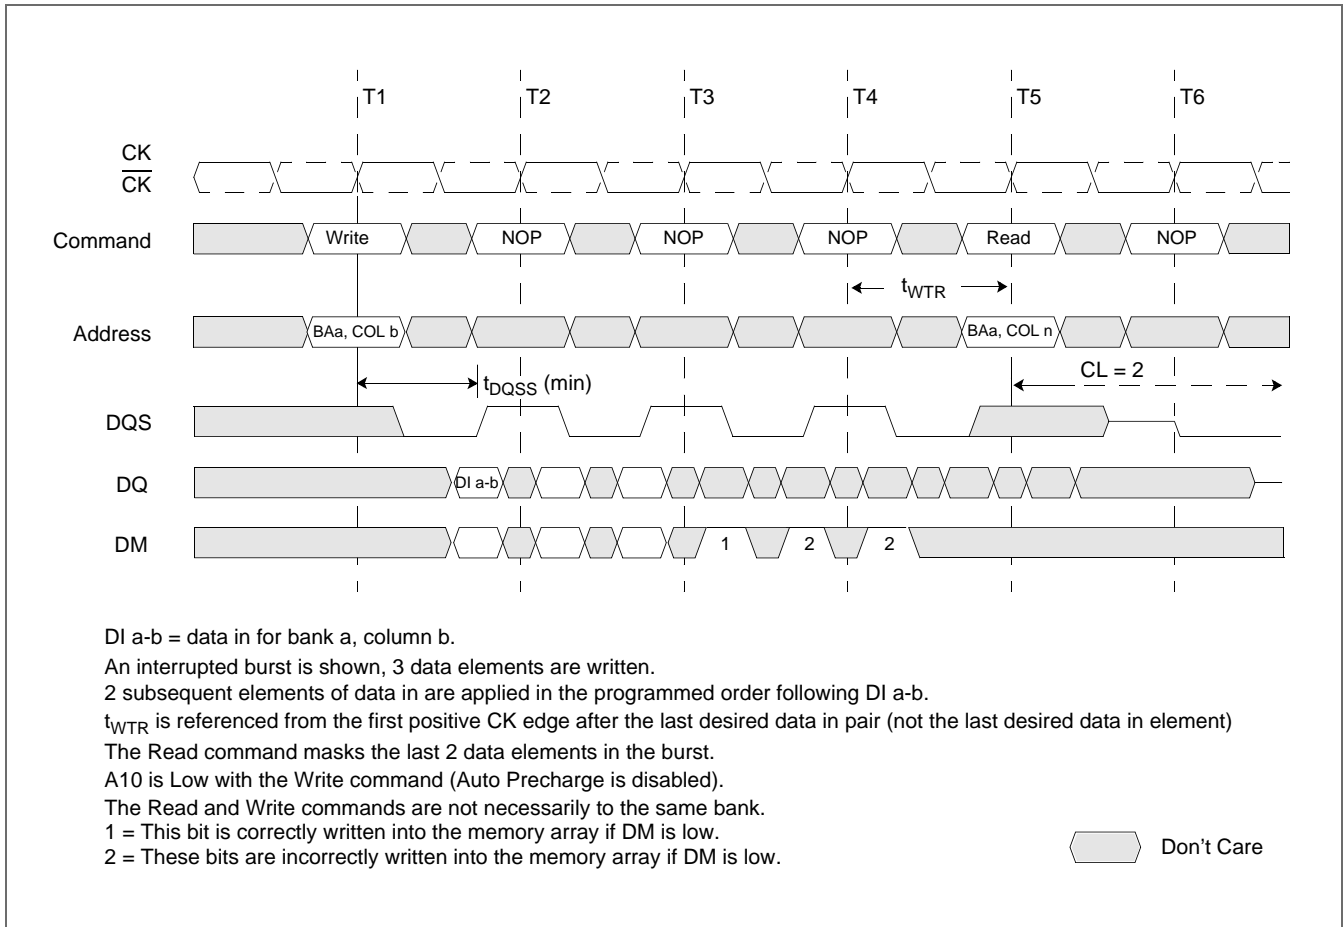 T1 T2 T3 T4 T5 T6
CK
CK
Command Write NOP NOP NOP Read NOP
tWTR
Address BAa, COL b BAa, COL n
tDQSS (min) CL = 2
DQS
DQ DI a-b
DM 1 2 2
DI a-b = data in for bank a, column b.
An interrupted burst is shown, 3 data elements are written.
2 subsequent elements of data in are applied in the programmed order following DI a-b.
tWTR is referenced from the first positive CK edge after the last desired data in pair (not the last desired data in element)
The Read command masks the last 2 data elements in the burst.
A10 is Low with the Write command (Auto Precharge is disabled).
The Read and Write commands are not necessarily to the same bank.
1 = This bit is correctly written into the memory array if DM is low.
2 = These bits are incorrectly written into the memory array if DM is low.
Don't Care